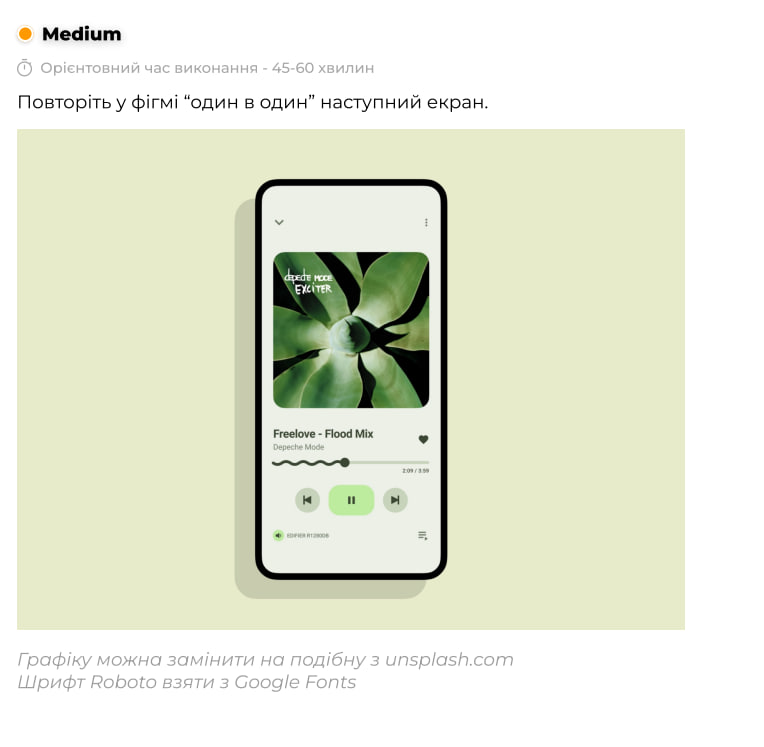 Medium
Орієнтовний час виконання - 45-60 хвилин
Повторіть у фігмі “один в один” наступний екран.
depeche MODE
EXCITER
Freelove - Flood Mix
Depeche Mode
2:09 / 3:59
EDIFIER R1280DB
Графіку можна замінити на подібну з unsplash.com
Шрифт Roboto взяти з Google Fonts